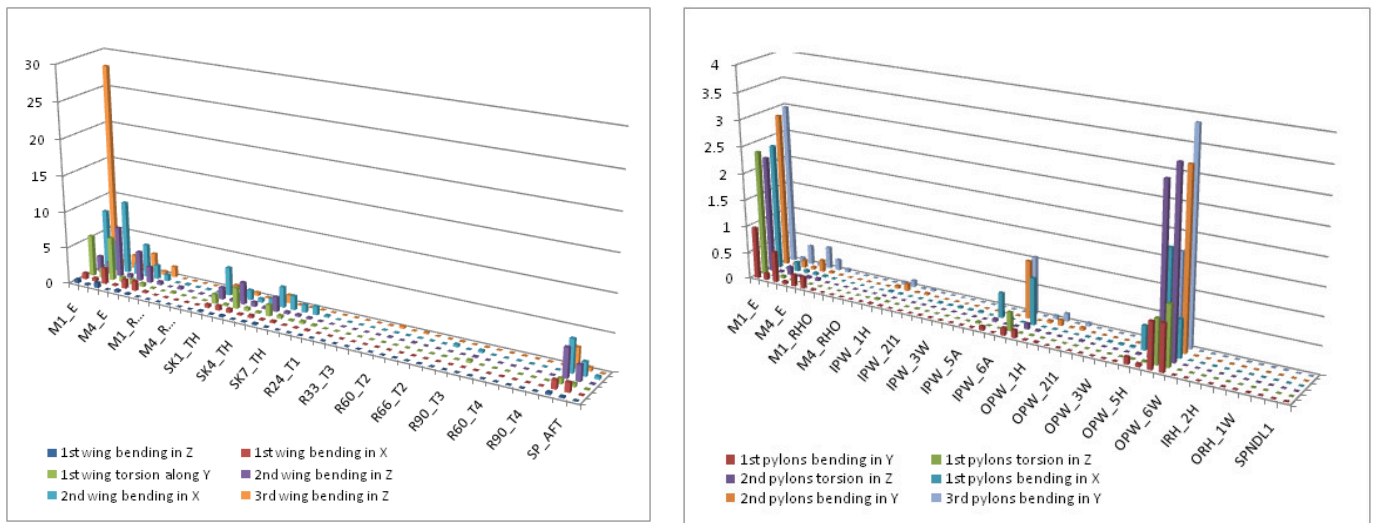 30
25
20
15
10
5
0
M1_E
M4_E
M1_R...
M4_R...
SK1_TH
SK4_TH
SK7_TH
R24_T1
R33_T3
R60_T2
R66_T2
R90_T3
R60_T4
R90_T4
SP_AFT
1st wing bending in Z 1st wing bending in X
1st wing torsion along Y 2nd wing bending in Z
2nd wing bending in X 3rd wing bending in Z
4
3.5
3
2.5
2
1.5
1
0.5
0
M1_E
M4_E
M1_RHO
M4_RHO
IPW_1H
IPW_2I1
IPW_3W
IPW_5A
IPW_6A
OPW_1H
OPW_2I1
OPW_3W
OPW_5H
OPW_6W
IRH_2H
ORH_1W
SPNDL1
1st pylons bending in Y 1st pylons torsion in Z
2nd pylons torsion in Z 1st pylons bending in X
2nd pylons bending in Y 3rd pylons bending in Y